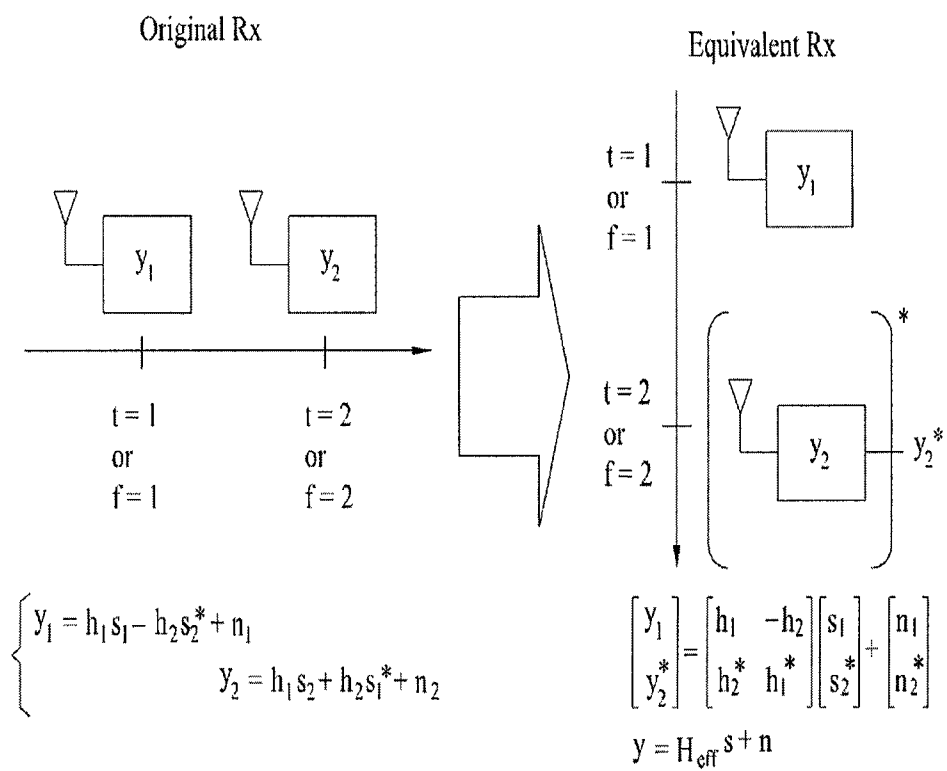 Original Rx
y₁
y₂
t = 1
or
f = 1
t = 2
or
f = 2
y₁ = h₁s₁ − h₂s₂* + n₁
y₂ = h₁s₂ + h₂s₁* + n₂
Equivalent Rx
t = 1
or
f = 1
y₁
t = 2
or
f = 2
y₂
*
y₂*
[y₁ y₂*] = [h₁ −h₂ h₂* h₁*] [s₁ s₂*] + [n₁ n₂*]
y = H_eff s + n